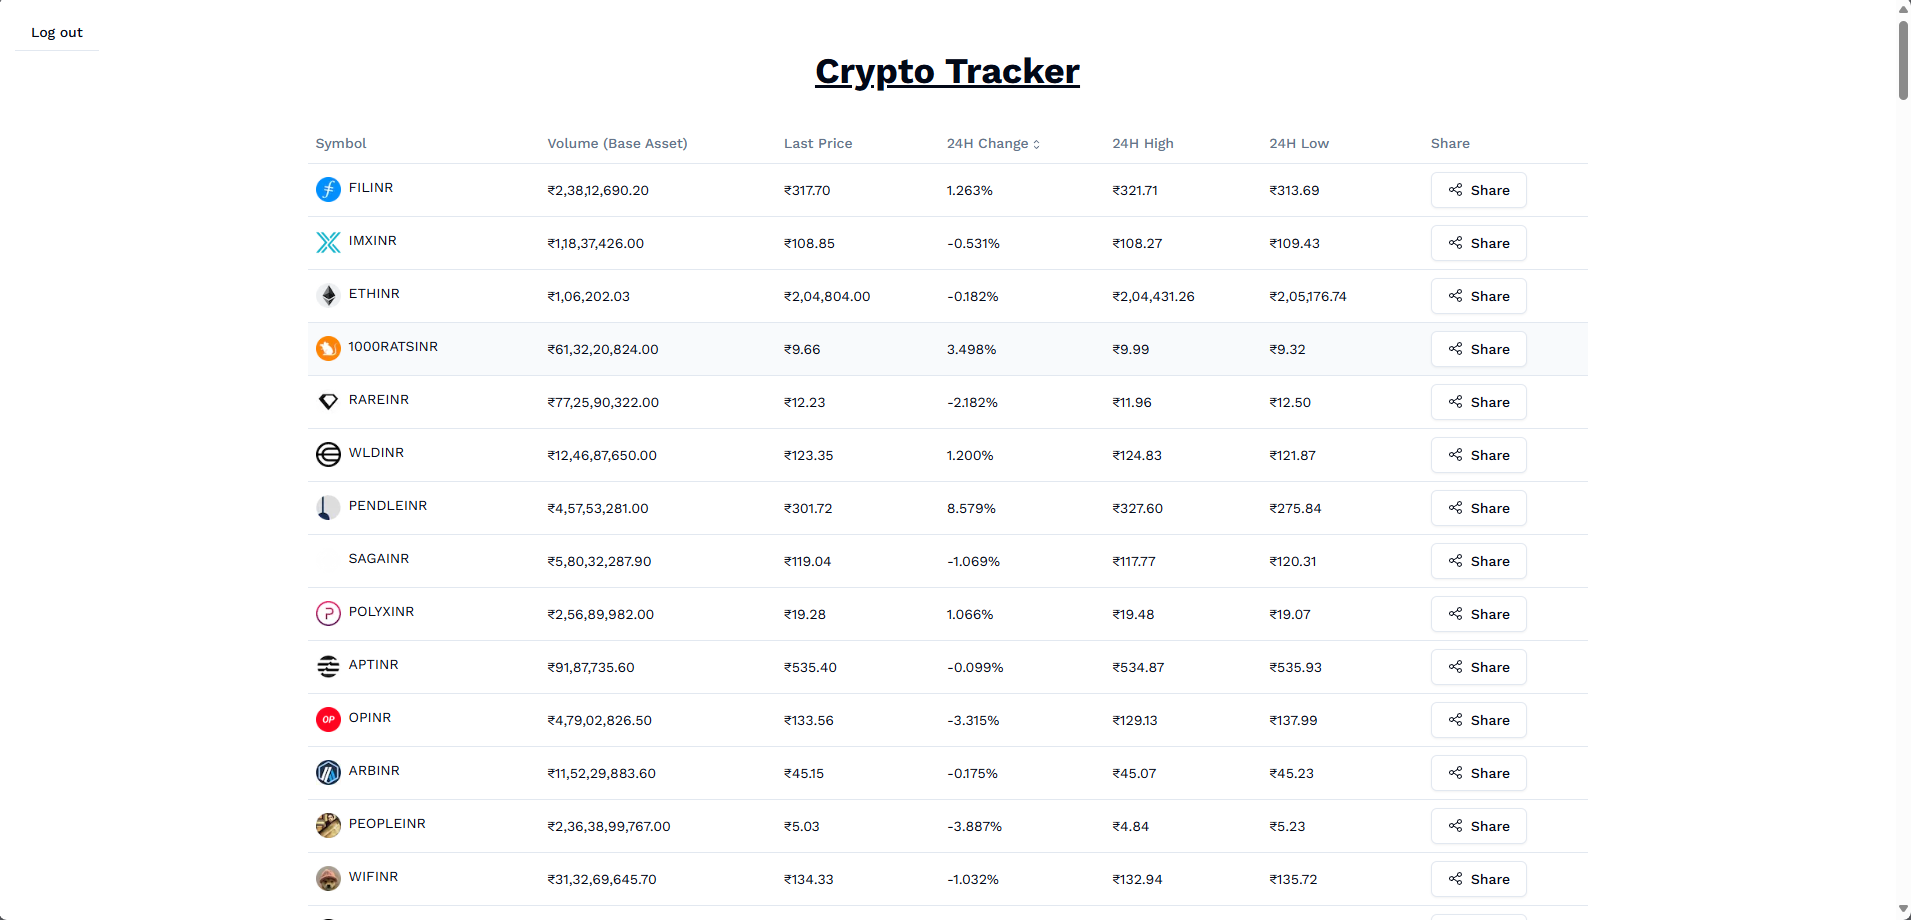 Log out
Crypto Tracker
Symbol Volume (Base Asset) Last Price 24H Change 24H High 24H Low Share
FILINR ₹2,38,12,690.20 ₹317.70 1.263% ₹321.71 ₹313.69 Share
IMXINR ₹1,18,37,426.00 ₹108.85 -0.531% ₹108.27 ₹109.43 Share
ETHINR ₹1,06,202.03 ₹2,04,804.00 -0.182% ₹2,04,431.26 ₹2,05,176.74 Share
1000RATSINR ₹61,32,20,824.00 ₹9.66 3.498% ₹9.99 ₹9.32 Share
RAREINR ₹77,25,90,322.00 ₹12.23 -2.182% ₹11.96 ₹12.50 Share
WLDINR ₹12,46,87,650.00 ₹123.35 1.200% ₹124.83 ₹121.87 Share
PENDLEINR ₹4,57,53,281.00 ₹301.72 8.579% ₹327.60 ₹275.84 Share
SAGAINR ₹5,80,32,287.90 ₹119.04 -1.069% ₹117.77 ₹120.31 Share
POLYXINR ₹2,56,89,982.00 ₹19.28 1.066% ₹19.48 ₹19.07 Share
APTINR ₹91,87,735.60 ₹535.40 -0.099% ₹534.87 ₹535.93 Share
OP OPINR ₹4,79,02,826.50 ₹133.56 -3.315% ₹129.13 ₹137.99 Share
ARBINR ₹11,52,29,883.60 ₹45.15 -0.175% ₹45.07 ₹45.23 Share
PEOPLEINR ₹2,36,38,99,767.00 ₹5.03 -3.887% ₹4.84 ₹5.23 Share
WIFINR ₹31,32,69,645.70 ₹134.33 -1.032% ₹132.94 ₹135.72 Share